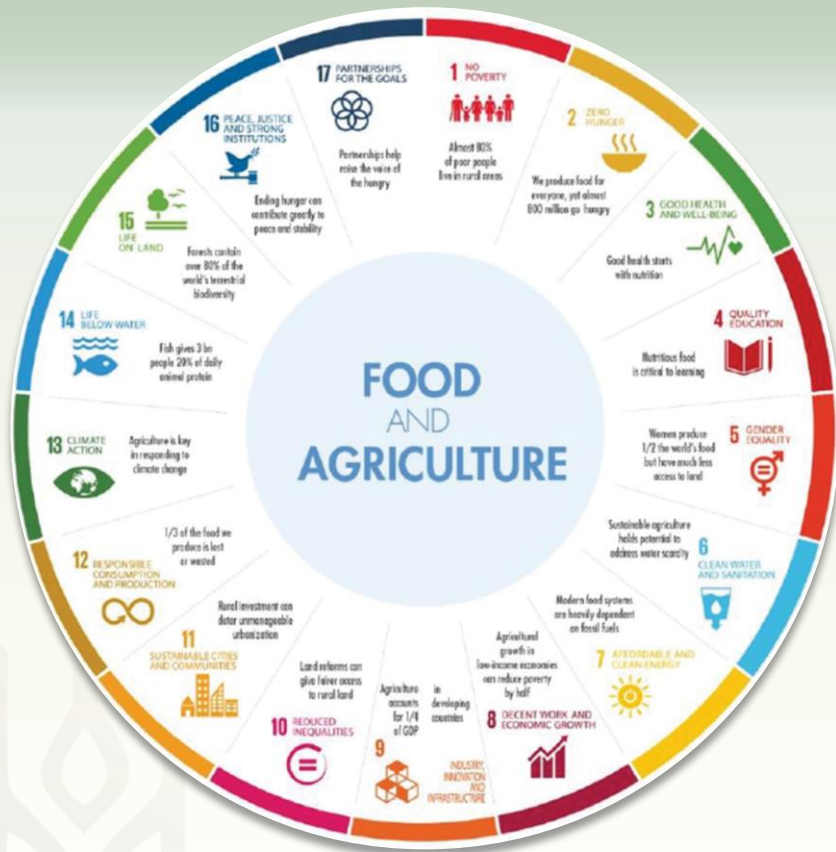 FOOD
AND
AGRICULTURE
1 NO
POVERTY
Almost 80%
of poor people
live in rural areas
2 ZERO
HUNGER
We produce food for
everyone, yet almost
800 million go hungry
3 GOOD HEALTH
AND WELL-BEING
Good health starts
with nutrition
4 QUALITY
EDUCATION
Nutritious food
is critical to learning
5 GENDER
EQUALITY
Women produce
1/2 the world's food
but have much less
access to land
6
CLEAN WATER
AND SANITATION
Sustainable agriculture
holds potential to
address water scarcity
7 AFFORDABLE AND
CLEAN ENERGY
Modern food systems
are heavily dependent
on fossil fuels
8 DECENT WORK AND
ECONOMIC GROWTH
Agricultural
growth in
low-income economies
can reduce poverty
by half
9
INDUSTRY,
INNOVATION
AND
INFRASTRUCTURE
Agriculture in
accounts developing
for 1/4 countries
of GDP
10 REDUCED
INEQUALITIES
Land reforms can
give fairer access
to rural land
11
SUSTAINABLE CITIES
AND COMMUNITIES
Rural investment can
deter unmanageable
urbanization
12 RESPONSIBLE
CONSUMPTION
AND PRODUCTION
1/3 of the food we
produce is lost
or wasted
13 CLIMATE
ACTION
Agriculture is key
in responding to
climate change
14 LIFE
BELOW WATER
Fish gives 3 bn
people 20% of daily
animal protein
15
LIFE
ON LAND
Forests contain
over 80% of the
world's terrestrial
biodiversity
16 PEACE, JUSTICE
AND STRONG
INSTITUTIONS
Ending hunger can
contribute greatly to
peace and stability
17 PARTNERSHIPS
FOR THE GOALS
Partnerships help
raise the voice of
the hungry